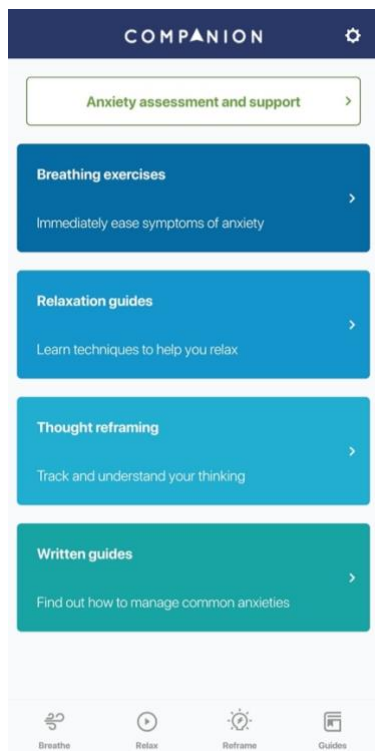 COMPANION
Anxiety assessment and support
Breathing exercises
Immediately ease symptoms of anxiety
Relaxation guides
Learn techniques to help you relax
Thought reframing
Track and understand your thinking
Written guides
Find out how to manage common anxieties
Breathe Relax Reframe Guides